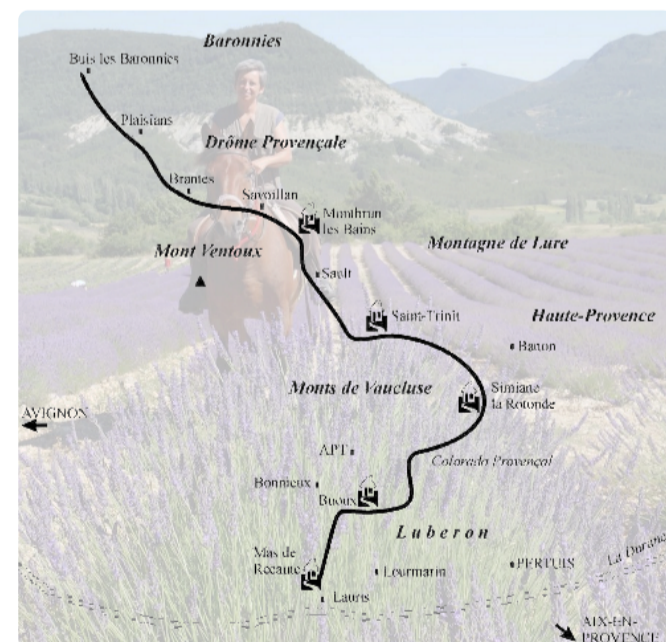 Baronnies
Buis les Baronnies
Plaisians
Drôme Provençale
Brantes
Savoillan
Montbrun
les Bains
Montagne de Lure
Mont Ventoux
Sault
Saint-Trinit
Haute-Provence
Banon
Monts de Vaucluse
Simiane
la Rotonde
AVIGNON
APT
Colorado Provençal
Bonnieux
Buoux
Luberon
Mas de
Recaute
Lourmarin
PERTUIS
La Durance
Lauris
AIX-EN-
PROVENCE